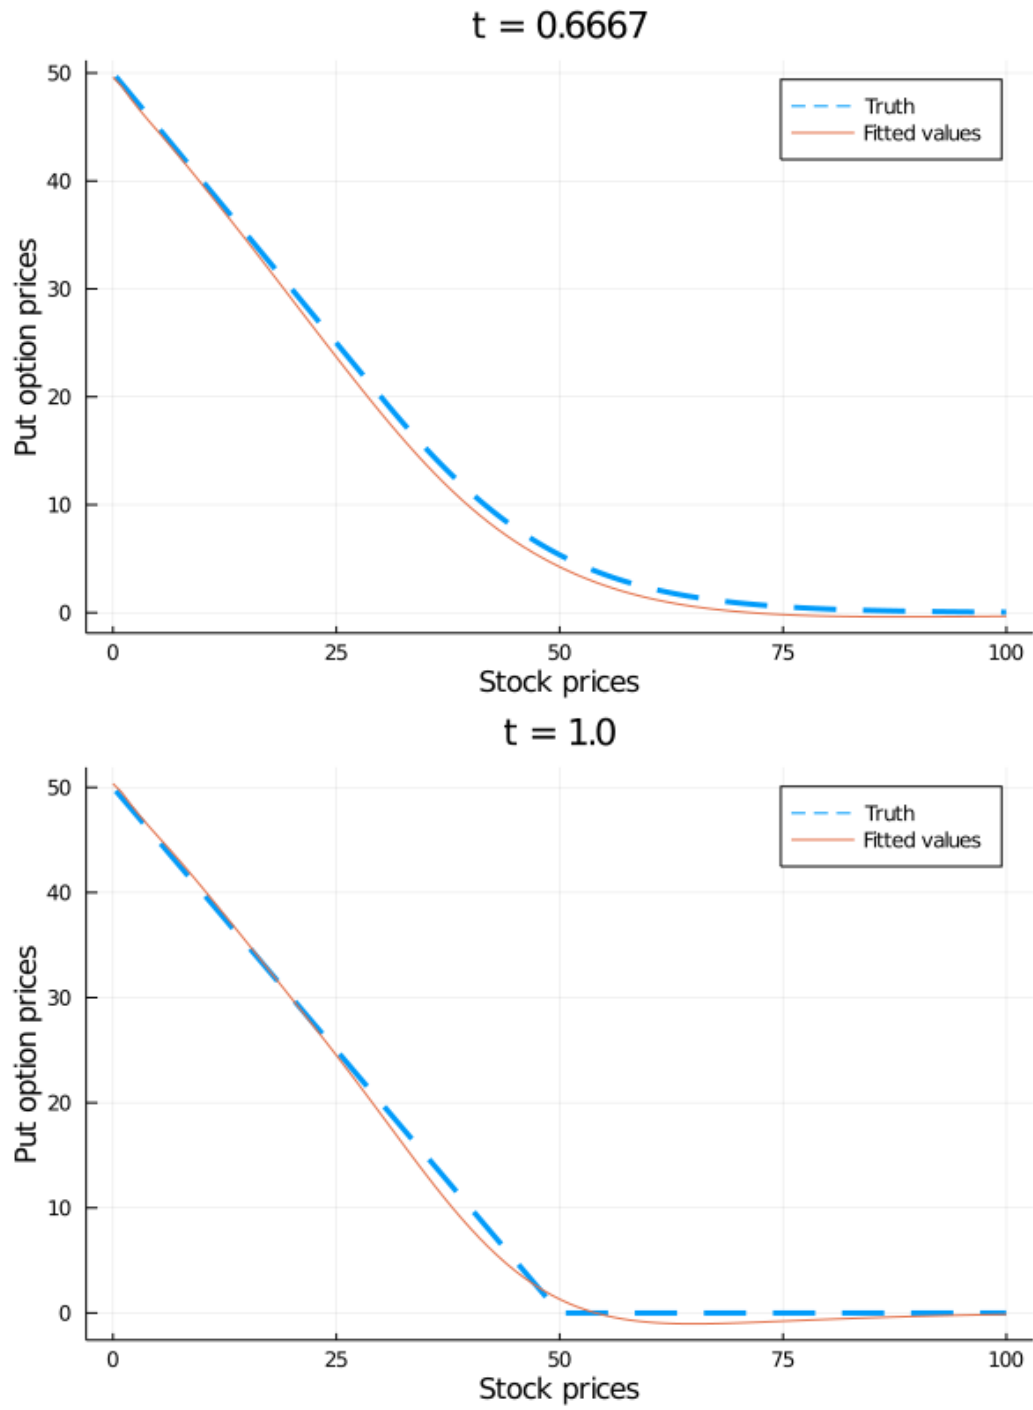 t = 0.6667
50
40
30
20
10
0
Put option prices
Truth
Fitted values
0 25 50 75 100
Stock prices
t = 1.0
50
40
30
20
10
0
Put option prices
Truth
Fitted values
0 25 50 75 100
Stock prices